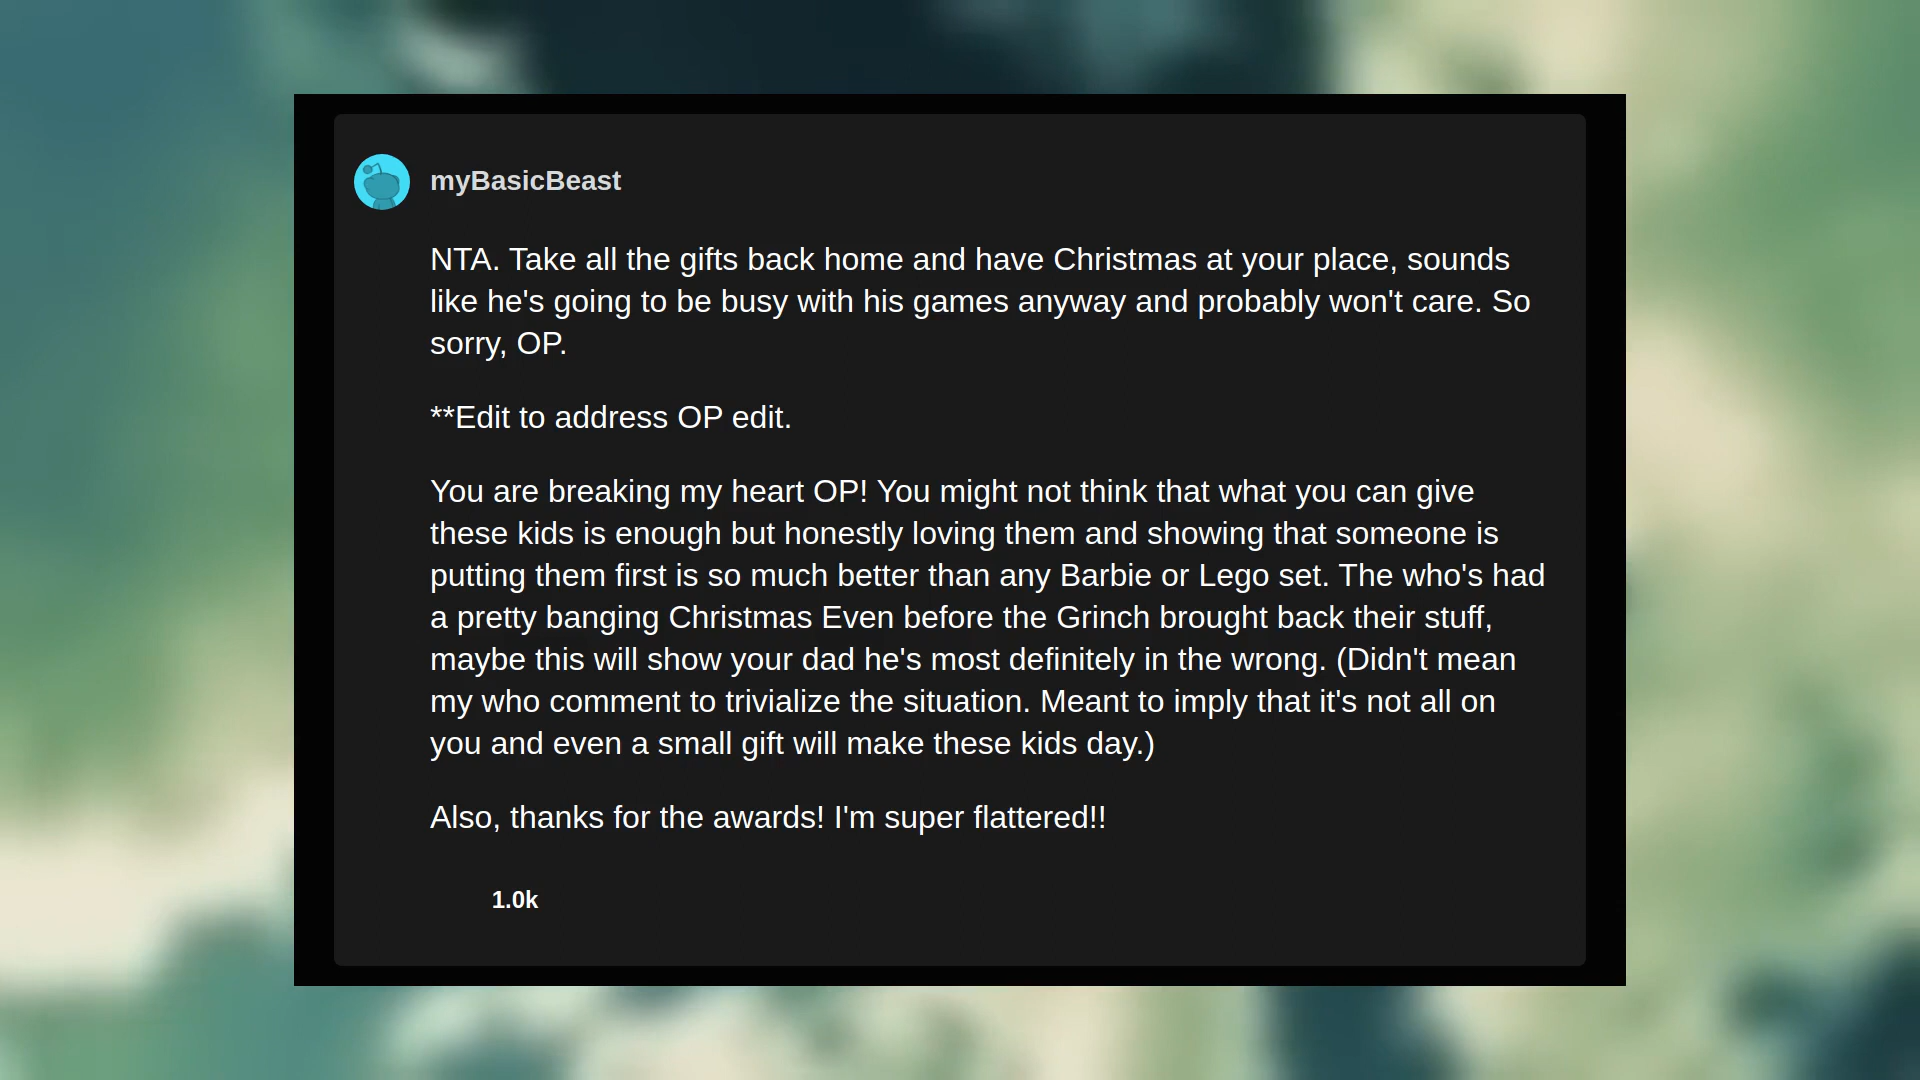 myBasicBeast
NTA. Take all the gifts back home and have Christmas at your place, sounds
like he's going to be busy with his games anyway and probably won't care. So
sorry, OP.
**Edit to address OP edit.
You are breaking my heart OP! You might not think that what you can give
these kids is enough but honestly loving them and showing that someone is
putting them first is so much better than any Barbie or Lego set. The who's had
a pretty banging Christmas Even before the Grinch brought back their stuff,
maybe this will show your dad he's most definitely in the wrong. (Didn't mean
my who comment to trivialize the situation. Meant to imply that it's not all on
you and even a small gift will make these kids day.)
Also, thanks for the awards! I'm super flattered!!
1.0k